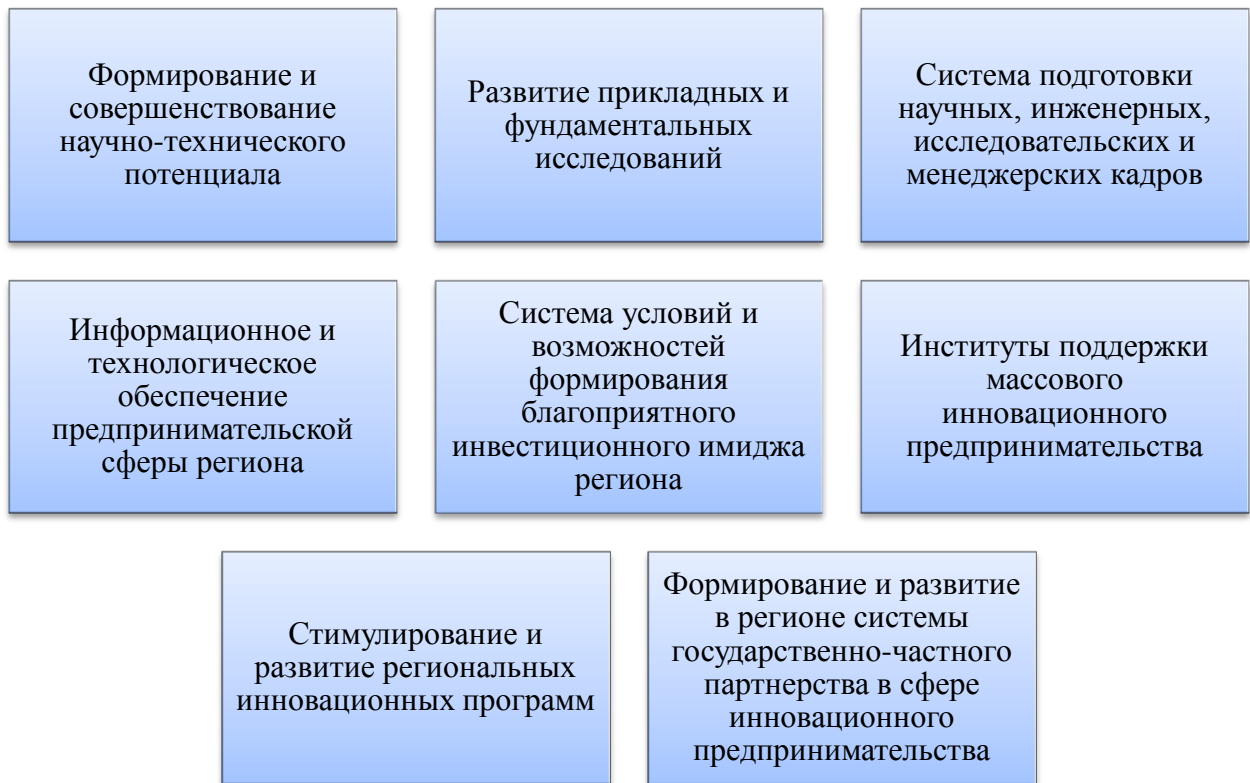 Формирование и
совершенствование
научно-технического
потенциала
Развитие прикладных и
фундаментальных
исследований
Система подготовки
научных, инженерных,
исследовательских и
менеджерских кадров
Информационное и
технологическое
обеспечение
предпринимательской
сферы региона
Система условий и
возможностей
формирования
благоприятного
инвестиционного имиджа
региона
Институты поддержки
массового
инновационного
предпринимательства
Стимулирование и
развитие региональных
инновационных программ
Формирование и развитие
в регионе системы
государственно-частного
партнерства в сфере
инновационного
предпринимательства